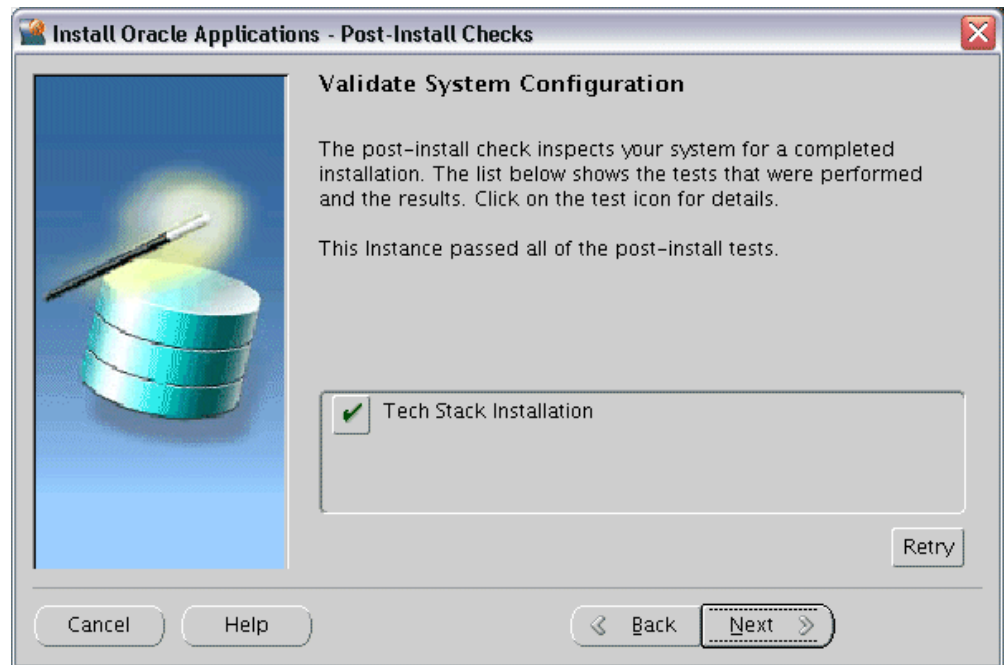 Install Oracle Applications - Post-Install Checks
Validate System Configuration
The post-install check inspects your system for a completed
installation. The list below shows the tests that were performed
and the results. Click on the test icon for details.
This Instance passed all of the post-install tests.
Tech Stack Installation
Retry
Cancel
Help
Back
Next